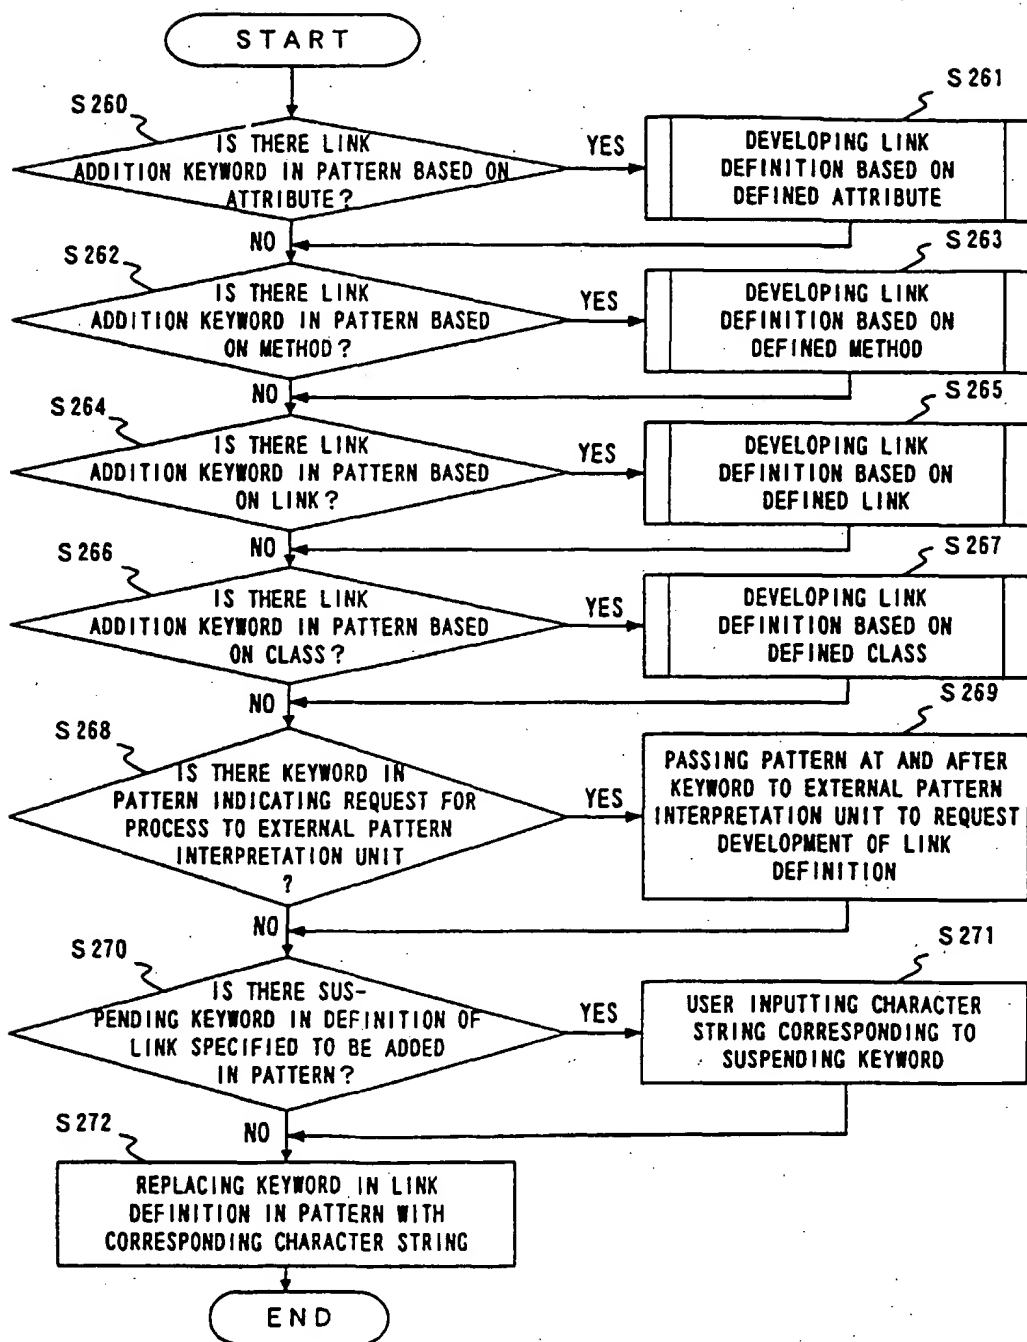 START
S260
IS THERE LINK
ADDITION KEYWORD IN PATTERN BASED ON
ATTRIBUTE?
YES
S261
DEVELOPING LINK
DEFINITION BASED ON
DEFINED ATTRIBUTE
NO
S262
IS THERE LINK
ADDITION KEYWORD IN PATTERN BASED
ON METHOD?
YES
S263
DEVELOPING LINK
DEFINITION BASED ON
DEFINED METHOD
NO
S264
IS THERE LINK
ADDITION KEYWORD IN PATTERN BASED
ON LINK?
YES
S265
DEVELOPING LINK
DEFINITION BASED ON
DEFINED LINK
NO
S266
IS THERE LINK
ADDITION KEYWORD IN PATTERN BASED
ON CLASS?
YES
S267
DEVELOPING LINK
DEFINITION BASED ON
DEFINED CLASS
NO
S268
IS THERE KEYWORD IN
PATTERN INDICATING REQUEST FOR
PROCESS TO EXTERNAL PATTERN
INTERPRETATION UNIT
?
YES
S269
PASSING PATTERN AT AND AFTER
KEYWORD TO EXTERNAL PATTERN
INTERPRETATION UNIT TO REQUEST
DEVELOPMENT OF LINK
DEFINITION
NO
S270
IS THERE SUS-
PENDING KEYWORD IN DEFINITION OF
LINK SPECIFIED TO BE ADDED
IN PATTERN?
YES
S271
USER INPUTTING CHARACTER
STRING CORRESPONDING TO
SUSPENDING KEYWORD
NO
S272
REPLACING KEYWORD IN LINK
DEFINITION IN PATTERN WITH
CORRESPONDING CHARACTER STRING
END